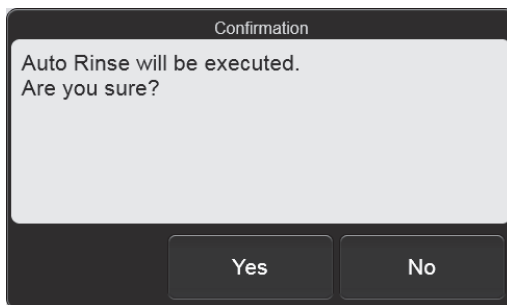 Confirmation
Auto Rinse will be executed.
Are you sure?
Yes
No